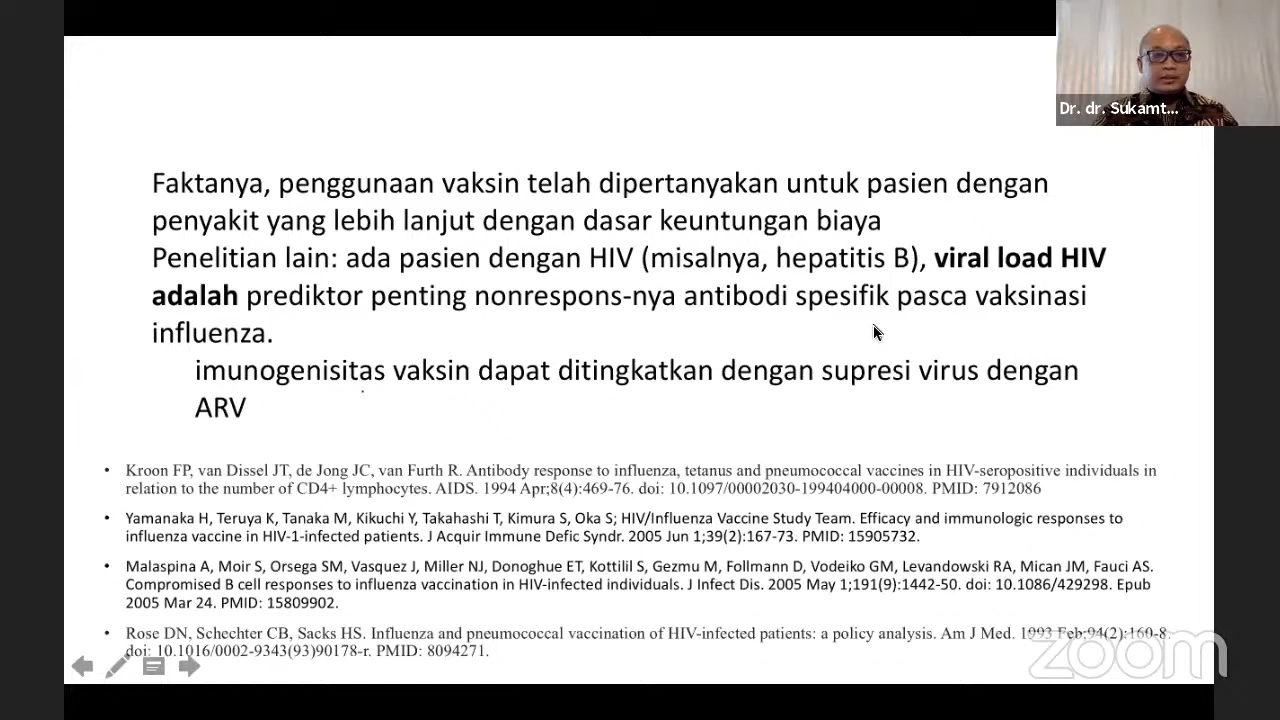 Dr. dr. Sukamt...
Faktanya, penggunaan vaksin telah dipertanyakan untuk pasien dengan
penyakit yang lebih lanjut dengan dasar keuntungan biaya
Penelitian lain: ada pasien dengan HIV (misalnya, hepatitis B), viral load HIV
adalah prediktor penting nonrespons-nya antibodi spesifik pasca vaksinasi
influenza.
imunogenisitas vaksin dapat ditingkatkan dengan supresi virus dengan
ARV
• Kroon FP, van Dissel JT, de Jong JC, van Furth R. Antibody response to influenza, tetanus and pneumococcal vaccines in HIV-seropositive individuals in
relation to the number of CD4+ lymphocytes. AIDS. 1994 Apr;8(4):469-76. doi: 10.1097/00002030-199404000-00008. PMID: 7912086
• Yamanaka H, Teruya K, Tanaka M, Kikuchi Y, Takahashi T, Kimura S, Oka S; HIV/Influenza Vaccine Study Team. Efficacy and immunologic responses to
influenza vaccine in HIV-1-infected patients. J Acquir Immune Defic Syndr. 2005 Jun 1;39(2):167-73. PMID: 15905732.
• Malaspina A, Moir S, Orsega SM, Vasquez J, Miller NJ, Donoghue ET, Kottilil S, Gezmu M, Follmann D, Vodeiko GM, Levandowski RA, Mican JM, Fauci AS.
Compromised B cell responses to influenza vaccination in HIV-infected individuals. J Infect Dis. 2005 May 1;191(9):1442-50. doi: 10.1086/429298. Epub
2005 Mar 24. PMID: 15809902.
• Rose DN, Schechter CB, Sacks HS. Influenza and pneumococcal vaccination of HIV-infected patients: a policy analysis. Am J Med. 1993 Feb;94(2):160-8.
doi: 10.1016/0002-9343(93)90178-r. PMID: 8094271.
zoom